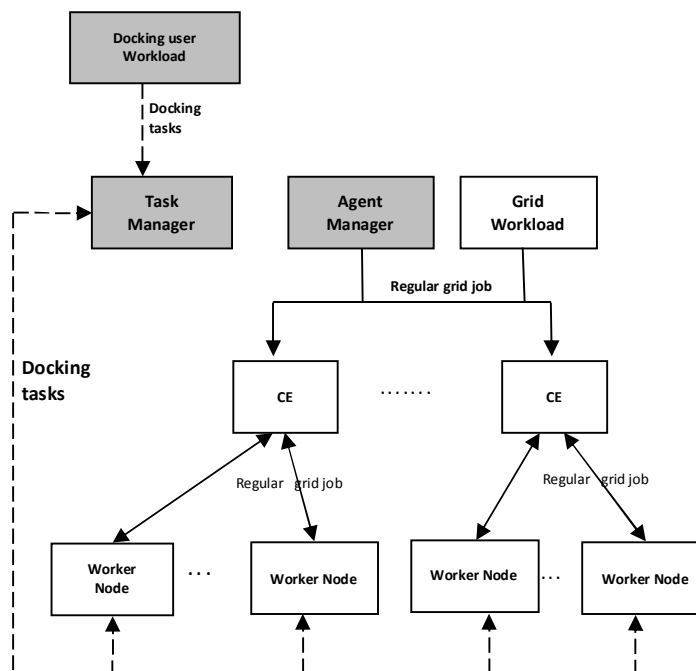 Docking user
Workload
Docking
tasks
Task
Manager
Agent
Manager
Grid
Workload
Regular grid job
Docking
tasks
CE
.......
CE
Regular grid job
Regular grid job
Worker
Node
...
Worker Node
Worker Node
...
Worker Node